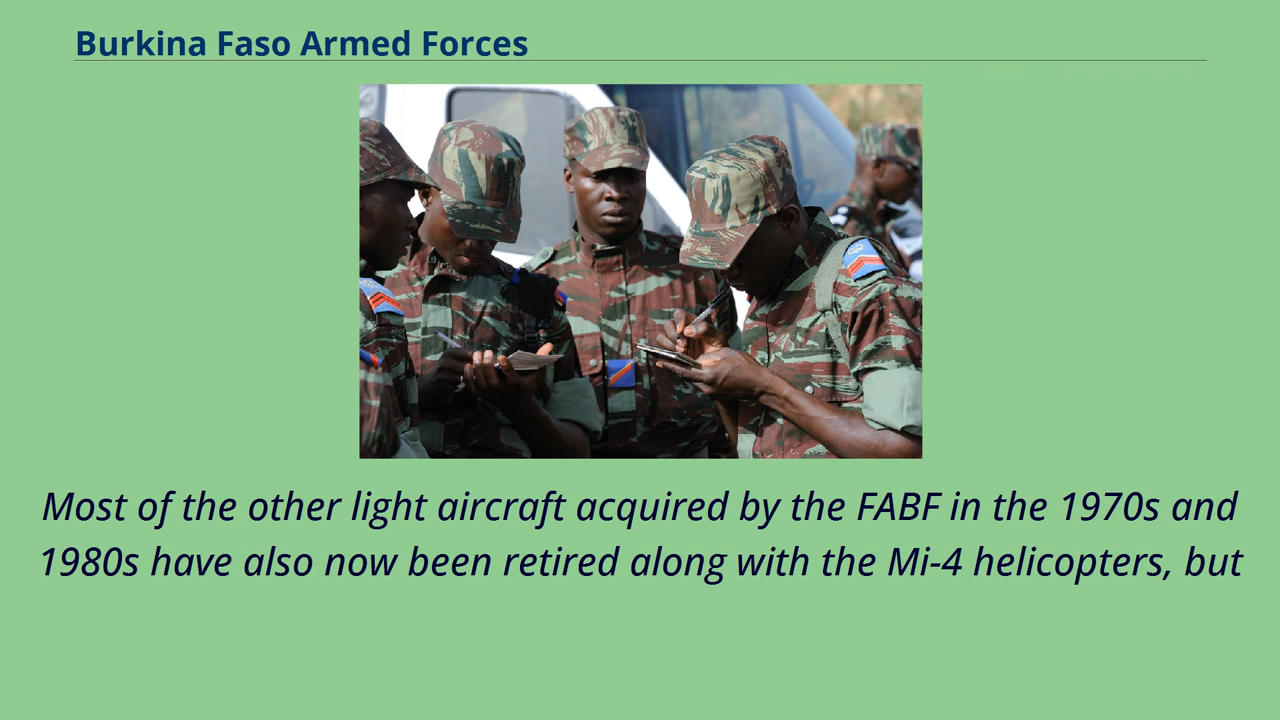 Burkina Faso Armed Forces
Most of the other light aircraft acquired by the FABF in the 1970s and
1980s have also now been retired along with the Mi-4 helicopters, but